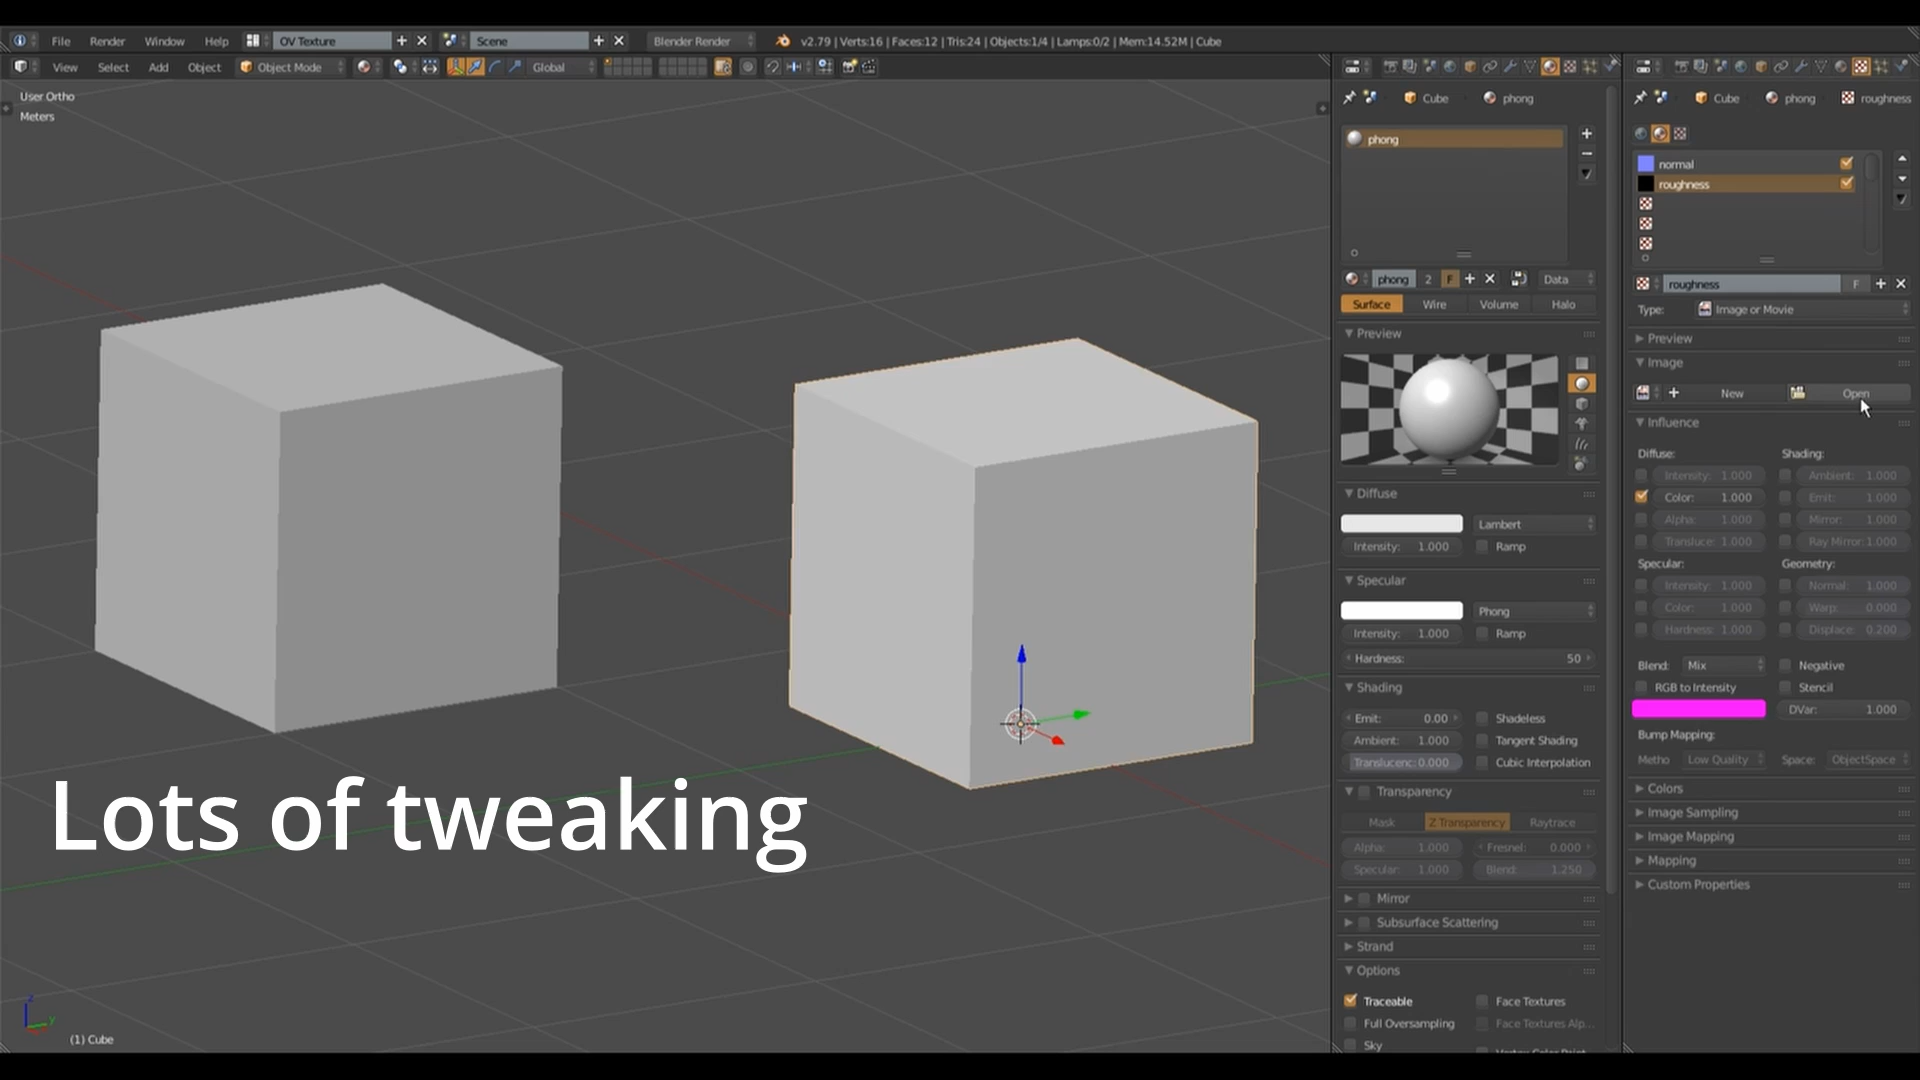 File Render Window Help OV Texture Scene Blender Render v2.79 | Verts:16 | Faces:12 | Tris:24 | Objects:1/4 | Lamps:0/2 | Mem:14.52M | Cube
View Select Add Object Object Mode Global
User Ortho
Meters
Lots of tweaking
z
y
(1) Cube
Cube phong
phong
phong 2 F Data
Surface Wire Volume Halo
Preview
Diffuse
Lambert
Intensity: 1.000 Ramp
Specular
Phong
Intensity: 1.000 Ramp
Hardness: 50
Shading
Emit: 0.00 Shadeless
Ambient: 1.000 Tangent Shading
Translucenc: 0.000 Cubic Interpolation
Transparency
Mask Z Transparency Raytrace
Alpha: 1.000 Fresnel: 0.000
Specular: 1.000 Blend: 1.250
Mirror
Subsurface Scattering
Strand
Options
Traceable Face Textures
Full Oversampling Face Textures Alp...
Sky
Cube phong roughness
normal
roughness
roughness F
Type: Image or Movie
Preview
Image
New Open
Influence
Diffuse: Shading:
Intensity: 1.000 Ambient: 1.000
Color: 1.000 Emit: 1.000
Alpha: 1.000 Mirror: 1.000
Transluce: 1.000 Ray Mirror: 1.000
Specular: Geometry:
Intensity: 1.000 Normal: 1.000
Color: 1.000 Warp: 0.000
Hardness: 1.000 Displace: 0.200
Blend: Mix Negative
RGB to Intensity Stencil
DVar: 1.000
Bump Mapping:
Metho Low Quality Space: ObjectSpace
Colors
Image Sampling
Image Mapping
Mapping
Custom Properties